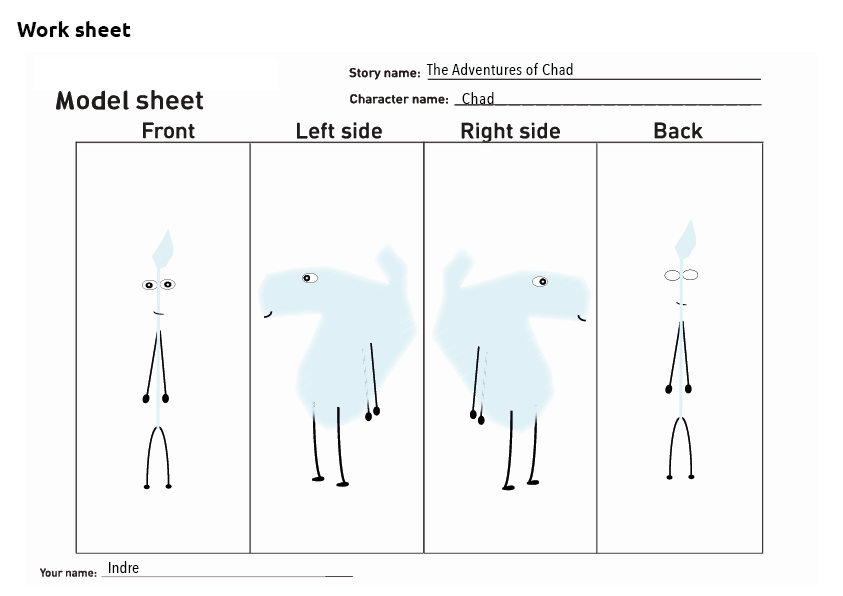 Work sheet
Story name: The Adventures of Chad
Model sheet
Character name: Chad
Front Left side Right side Back
Your name: Indre